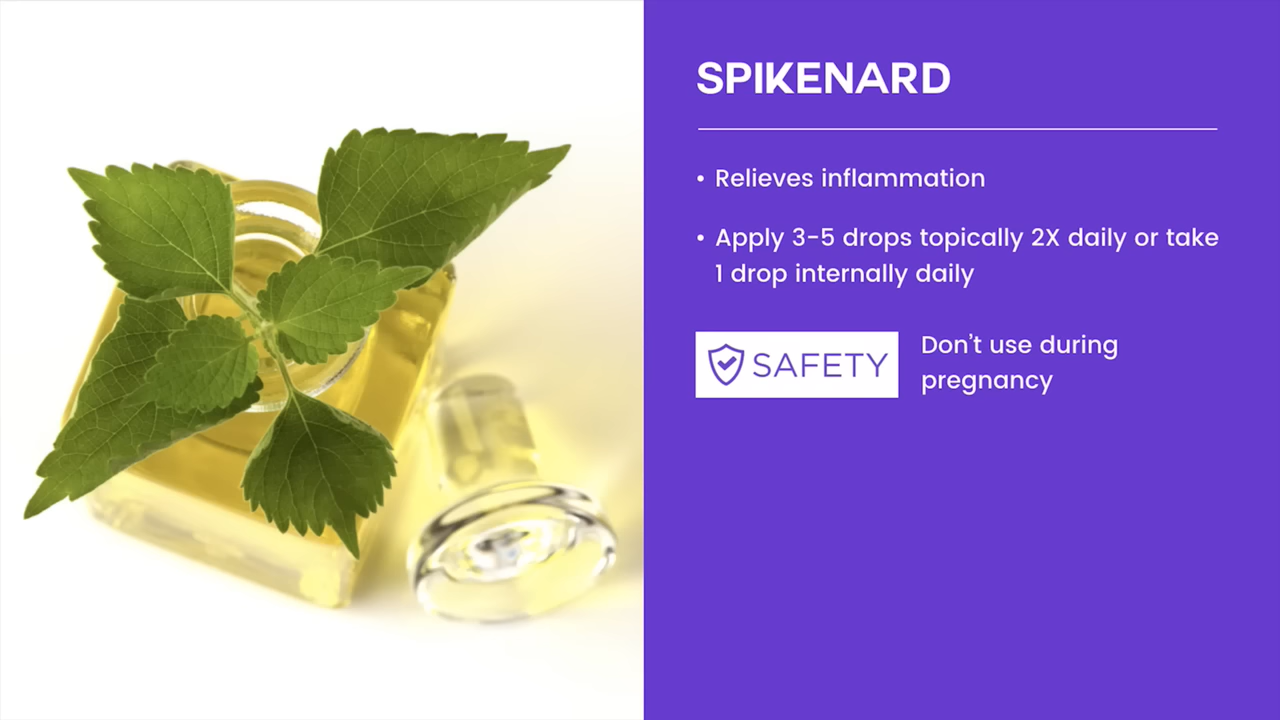 SPIKENARD
• Relieves inflammation
• Apply 3-5 drops topically 2X daily or take
1 drop internally daily
SAFETY
Don't use during
pregnancy